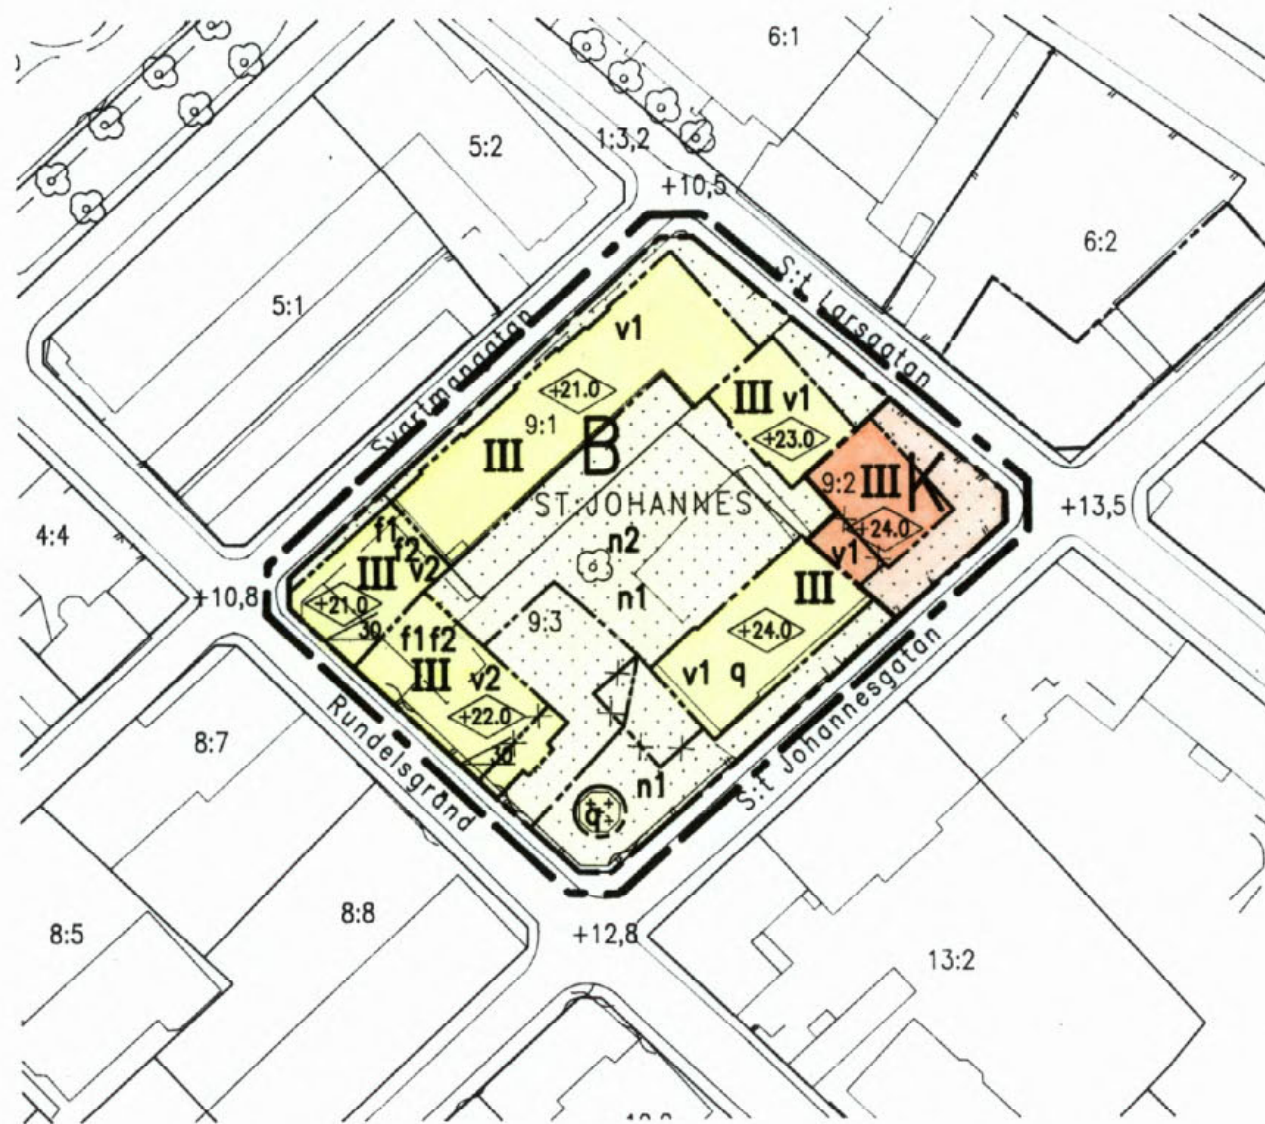 6:1
5:2
1:3,2
+10,5
6:2
S:t Larsgatan
5:1
v1
Svartmangatan
+21.0
III
v1
9:1
+23.0
B
III
9:2
III
K
ST:JOHANNES
+13,5
+24.0
4:4
f1
f2
n2
v1
III
v2
III
+10,8
+21.0
n1
30
9:3
+24.0
f1 f2
III
v2
v1 q
+22.0
Rundelsgränd
S:t Johannesgatan
8:7
30
n1
q
8:8
8:5
+12,8
13:2